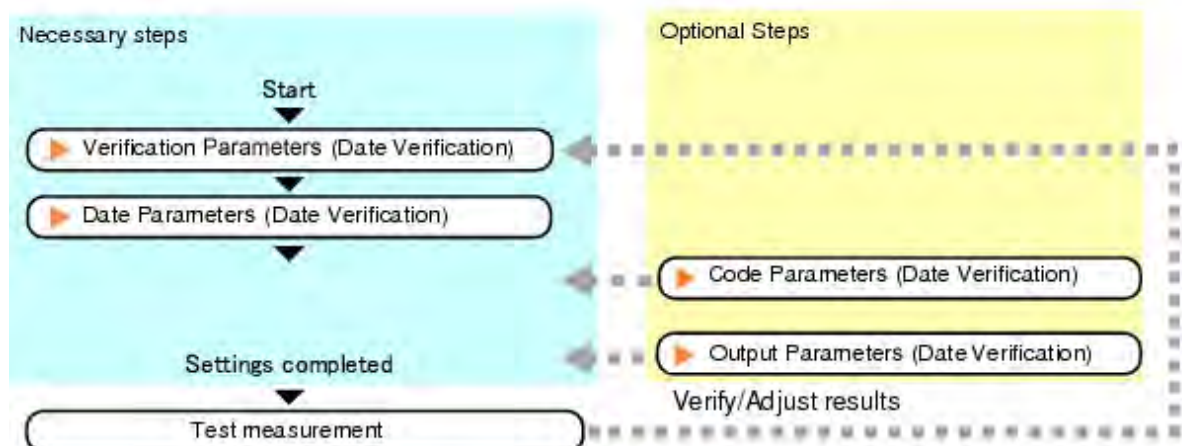 Necessary steps
Optional Steps
Start
Verification Parameters (Date Verification)
Date Parameters (Date Verification)
Code Parameters (Date Verification)
Output Parameters (Date Verification)
Settings completed
Verify/Adjust results
Test measurement